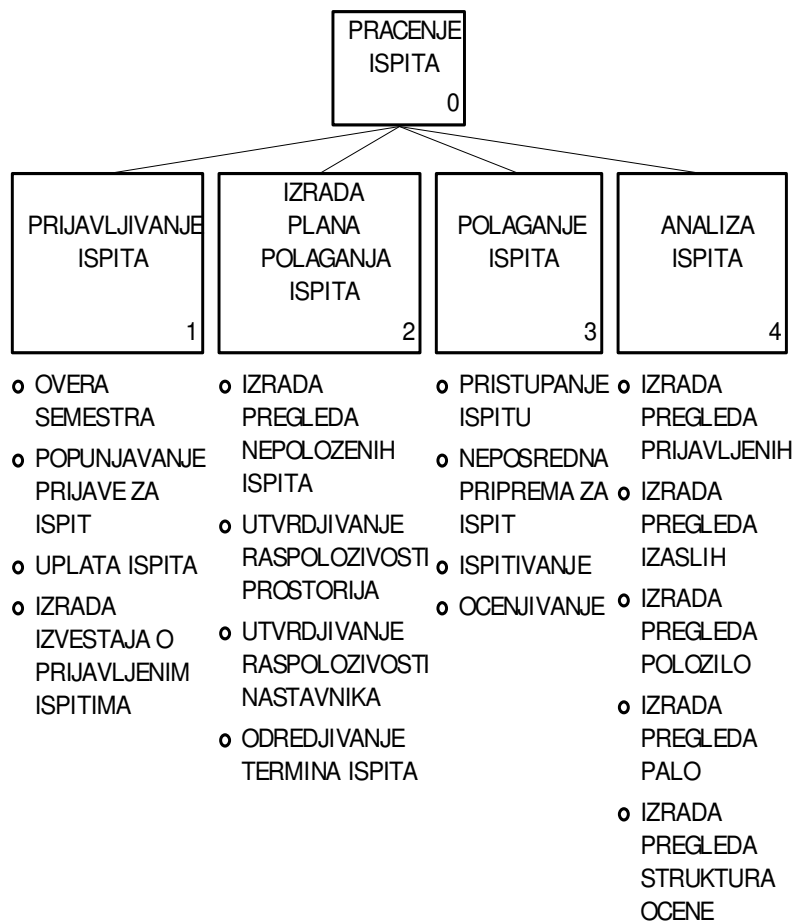 PRACENJE
ISPITA
0
PRIJAVLJIVANJE
ISPITA
1
IZRADA
PLANA
POLAGANJA
ISPITA
2
POLAGANJE
ISPITA
3
ANALIZA
ISPITA
4
OVERA
SEMESTRA
POPUNJAVANJE
PRIJAVE ZA
ISPIT
UPLATA ISPITA
IZRADA
IZVESTAJA O
PRIJAVLJENIM
ISPITIMA
IZRADA
PREGLEDA
NEPOLOZENIH
ISPITA
UTVRDJIVANJE
RASPOLOZIVOSTI
PROSTORIJA
UTVRDJIVANJE
RASPOLOZIVOSTI
NASTAVNIKA
ODREDJIVANJE
TERMINA ISPITA
PRISTUPANJE
ISPITU
NEPOSREDNA
PRIPREMA ZA
ISPIT
ISPITIVANJE
OCENJIVANJE
IZRADA
PREGLEDA
PRIJAVLJENIH
IZRADA
PREGLEDA
IZASLIH
IZRADA
PREGLEDA
POLOZILO
IZRADA
PREGLEDA
PALO
IZRADA
PREGLEDA
STRUKTURA
OCENE